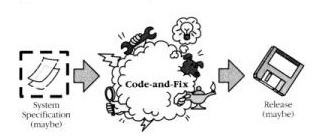 Code-and-Fix
System
Specification
(maybe)
Release
(maybe)